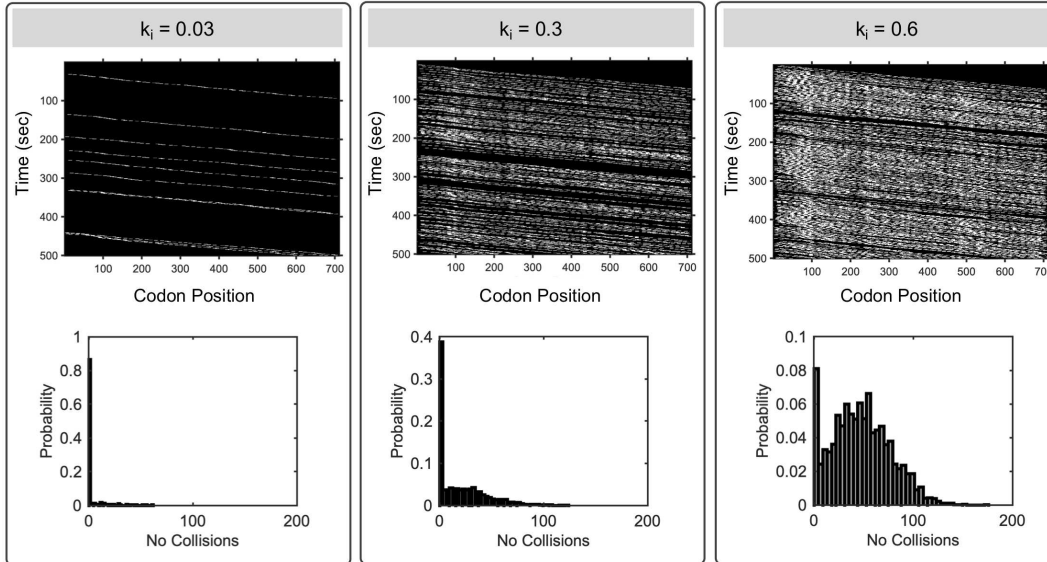 k_i = 0.03
Time (sec)
100
200
300
400
500
100 200 300 400 500 600 700
Codon Position
Probability
1
0.8
0.6
0.4
0.2
0
0 100 200
No Collisions
k_i = 0.3
Time (sec)
100
200
300
400
500
100 200 300 400 500 600 700
Codon Position
Probability
0.4
0.3
0.2
0.1
0
0 100 200
No Collisions
k_i = 0.6
Time (sec)
100
200
300
400
500
100 200 300 400 500 600 70
Codon Position
Probability
0.1
0.08
0.06
0.04
0.02
0
0 100 200
No Collisions